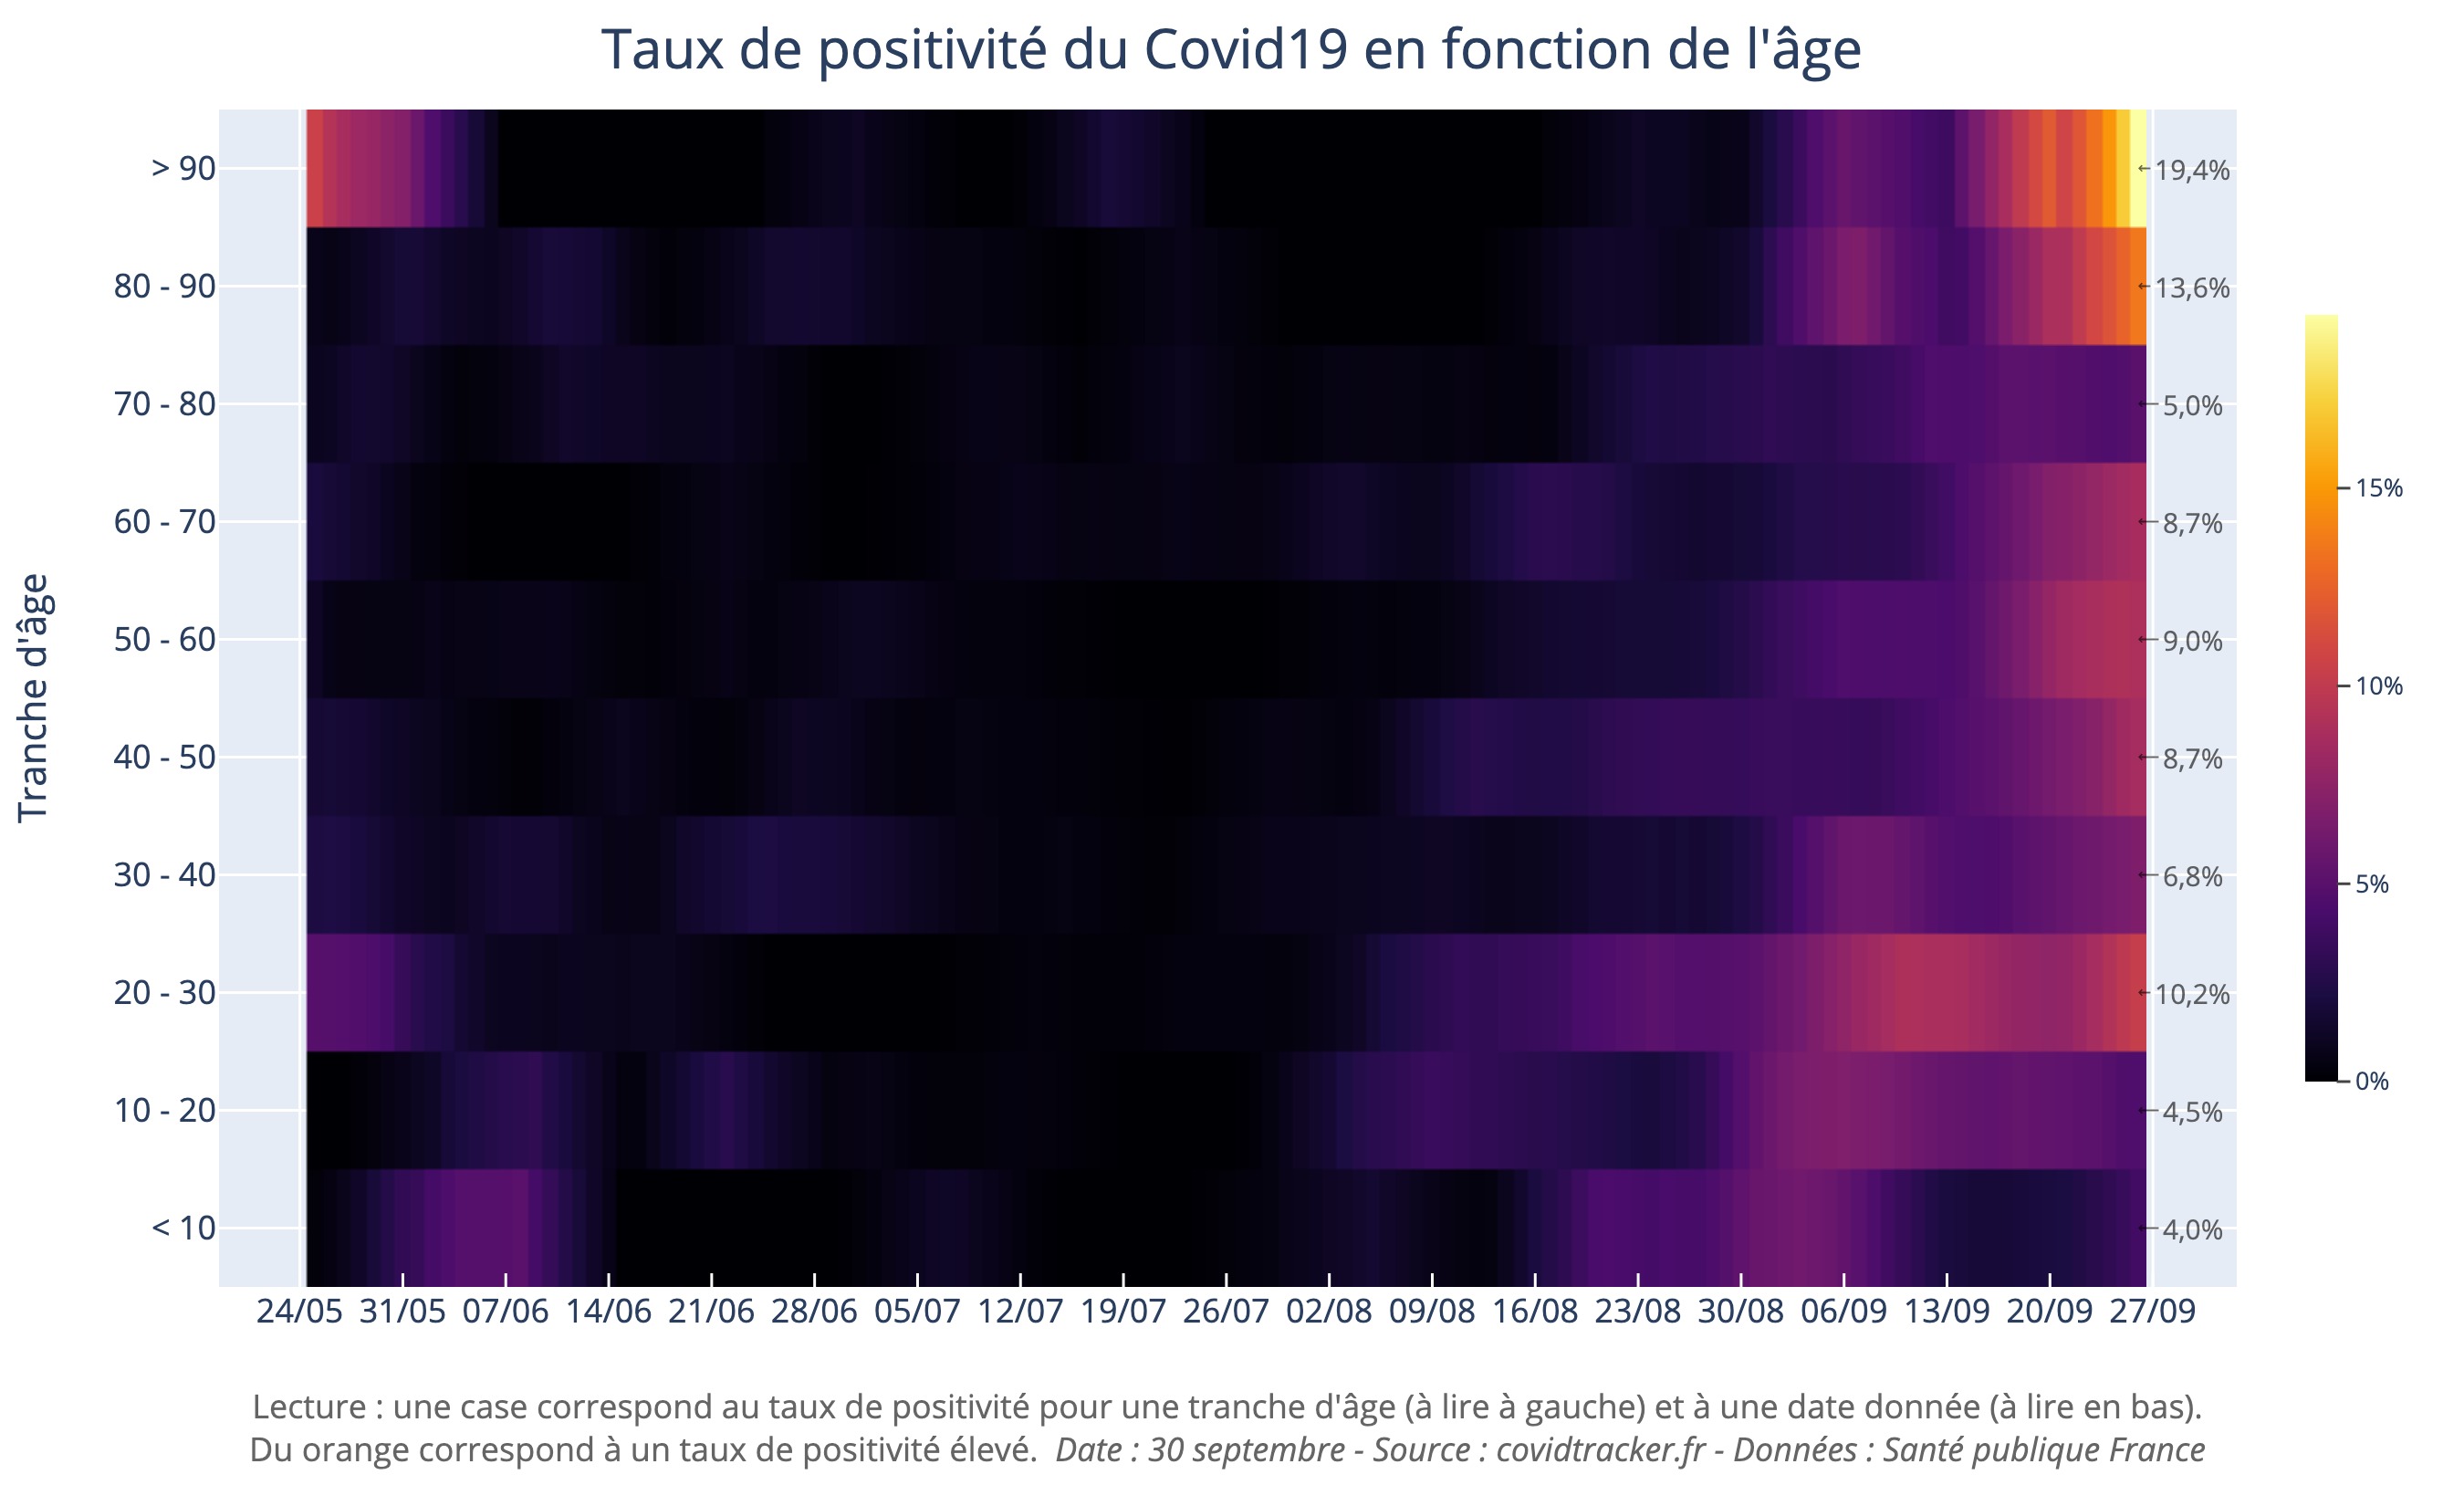 Taux de positivité du Covid19 en fonction de l'âge
Tranche d'âge
> 90
80 - 90
70 - 80
60 - 70
50 - 60
40 - 50
30 - 40
20 - 30
10 - 20
< 10
19,4%
13,6%
5,0%
8,7%
9,0%
8,7%
6,8%
10,2%
4,5%
4,0%
15%
10%
5%
0%
24/05 31/05 07/06 14/06 21/06 28/06 05/07 12/07 19/07 26/07 02/08 09/08 16/08 23/08 30/08 06/09 13/09 20/09 27/09
Lecture : une case correspond au taux de positivité pour une tranche d'âge (à lire à gauche) et à une date donnée (à lire en bas).
Du orange correspond à un taux de positivité élevé. Date : 30 septembre - Source : covidtracker.fr - Données : Santé publique France